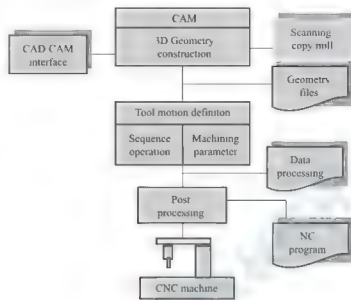 CAM
3D Geometry
construction
CAD CAM
interface
Scanning
copy mill
Geometry
files
Tool motion definiton
Sequence
operation
Machining
parameter
Data
processing
Post
processing
NC
program
CNC machine